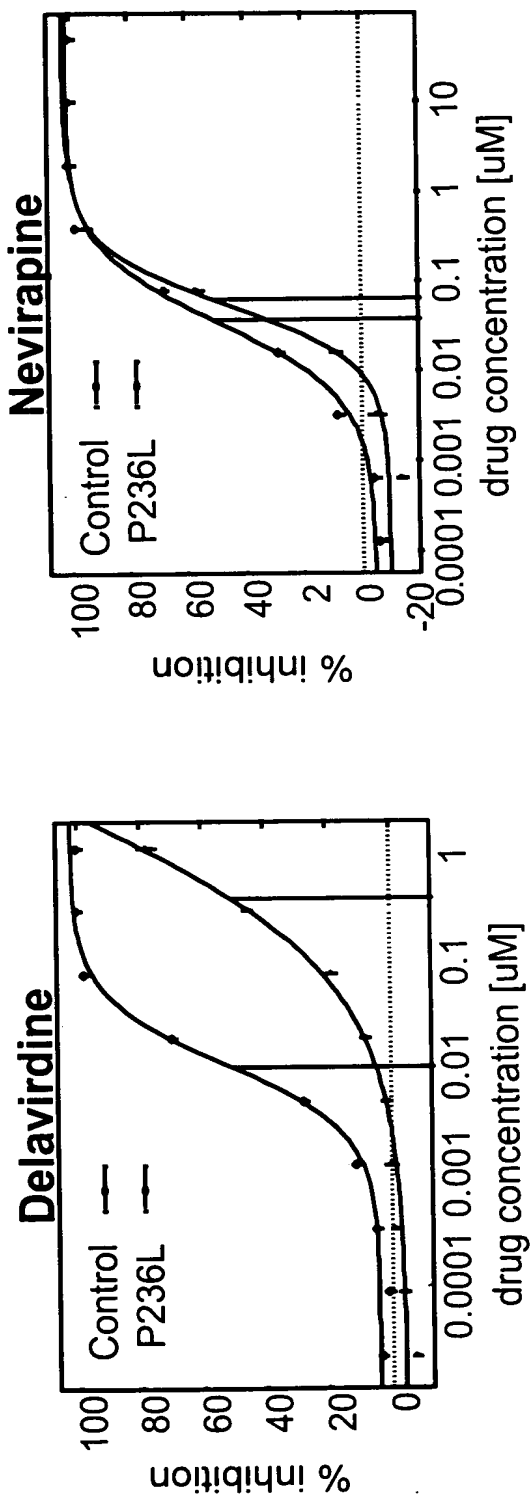 Delavirdine
% inhibition
100
80
60
40
20
0
Control
P236L
0.0001 0.001 0.01 0.1 1
drug concentration [uM]
Nevirapine
% inhibition
100
80
60
40
2
0
-20
Control
P236L
0.0001 0.001 0.01 0.1 1 10
drug concentration [uM]